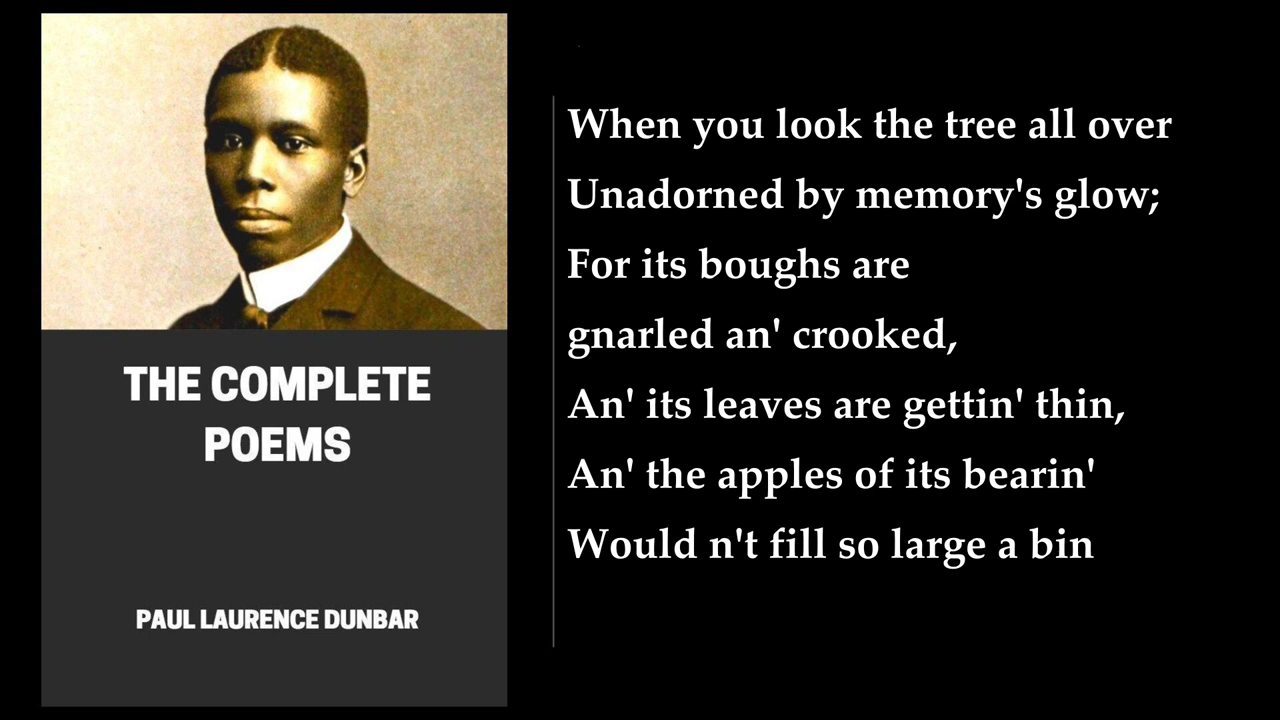 THE COMPLETE
POEMS
PAUL LAURENCE DUNBAR
When you look the tree all over
Unadorned by memory's glow;
For its boughs are
gnarled an' crooked,
An' its leaves are gettin' thin,
An' the apples of its bearin'
Would n't fill so large a bin